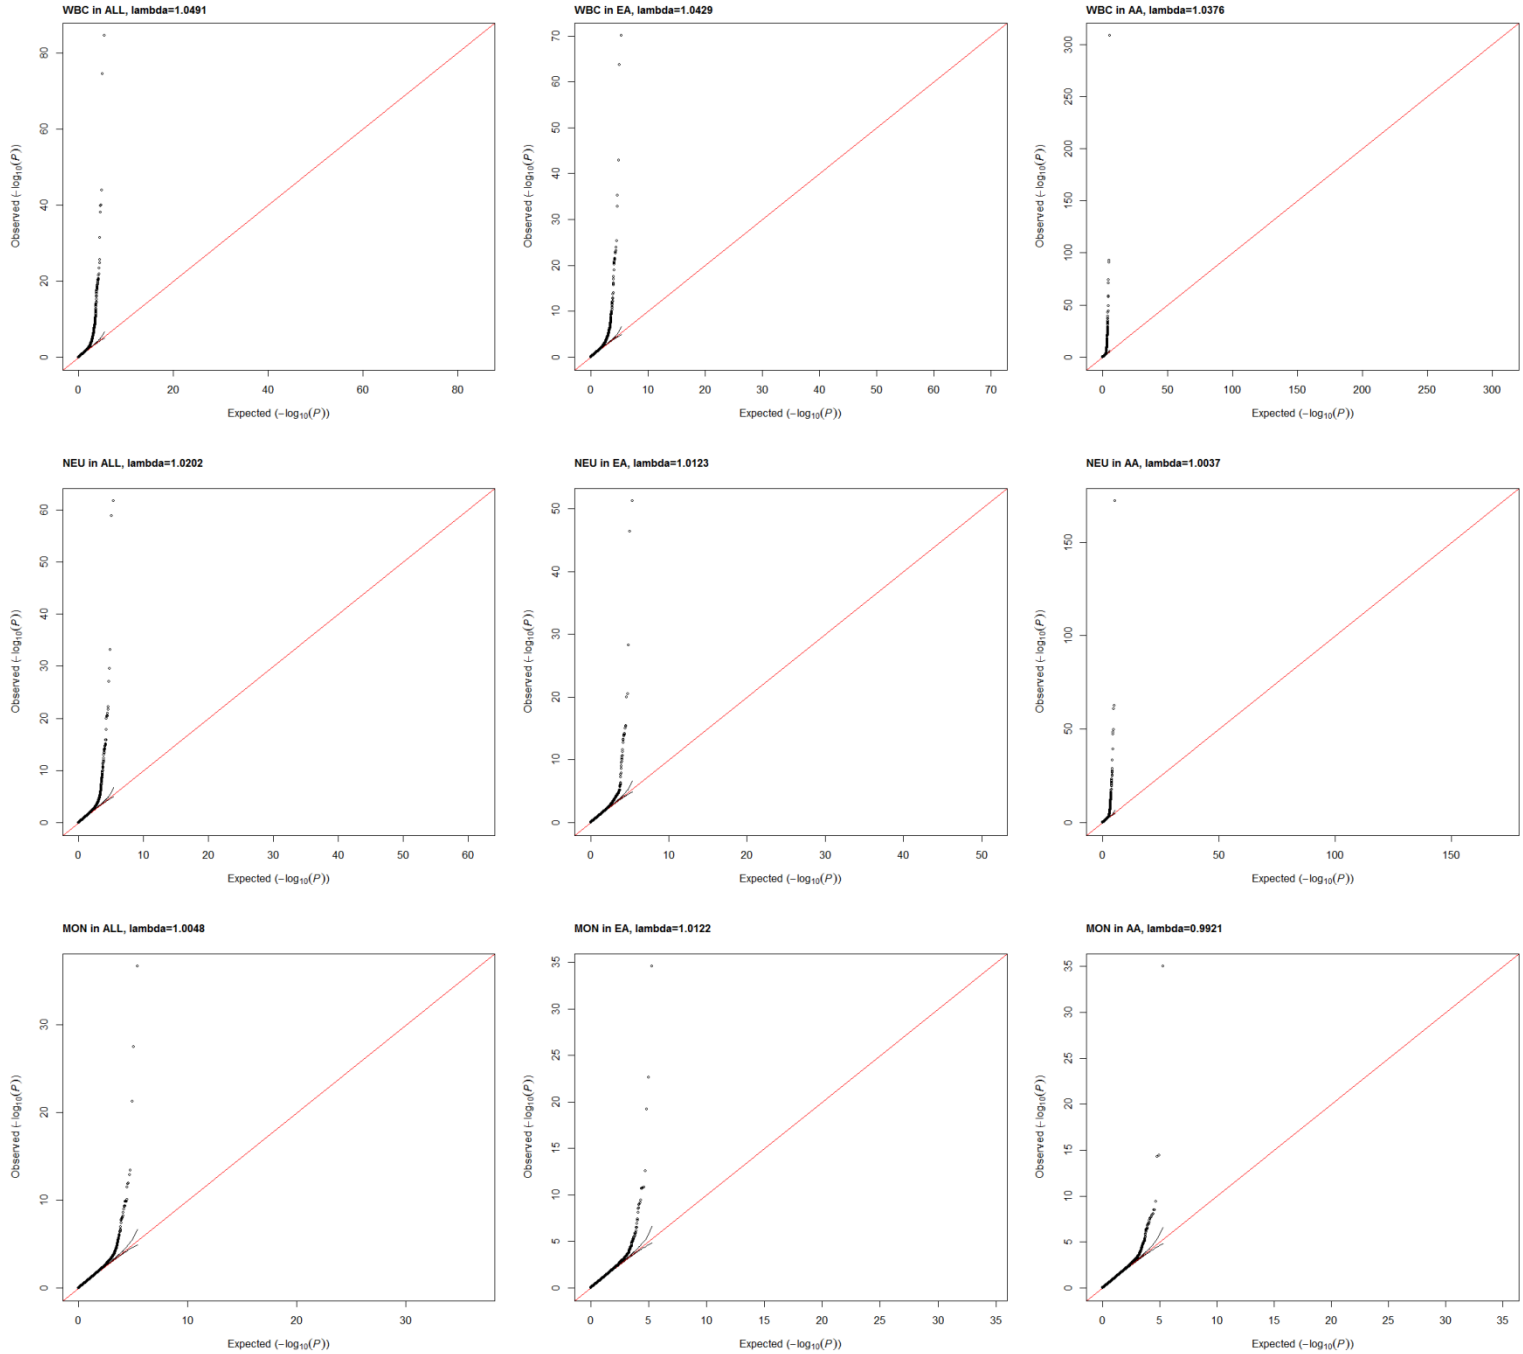 WBC in ALL, lambda=1.0491
Observed (−log₁₀(P))
80
60
40
20
0
0 20 40 60 80
Expected (−log₁₀(P))
WBC in EA, lambda=1.0429
Observed (−log₁₀(P))
70
60
50
40
30
20
10
0
0 10 20 30 40 50 60 70
Expected (−log₁₀(P))
WBC in AA, lambda=1.0376
Observed (−log₁₀(P))
300
250
200
150
100
50
0
0 50 100 150 200 250 300
Expected (−log₁₀(P))
NEU in ALL, lambda=1.0202
Observed (−log₁₀(P))
60
50
40
30
20
10
0
0 10 20 30 40 50 60
Expected (−log₁₀(P))
NEU in EA, lambda=1.0123
Observed (−log₁₀(P))
50
40
30
20
10
0
0 10 20 30 40 50
Expected (−log₁₀(P))
NEU in AA, lambda=1.0037
Observed (−log₁₀(P))
150
100
50
0
0 50 100 150
Expected (−log₁₀(P))
MON in ALL, lambda=1.0048
Observed (−log₁₀(P))
30
20
10
0
0 10 20 30
Expected (−log₁₀(P))
MON in EA, lambda=1.0122
Observed (−log₁₀(P))
35
30
25
20
15
10
5
0
0 5 10 15 20 25 30 35
Expected (−log₁₀(P))
MON in AA, lambda=0.9921
Observed (−log₁₀(P))
35
30
25
20
15
10
5
0
0 5 10 15 20 25 30 35
Expected (−log₁₀(P))